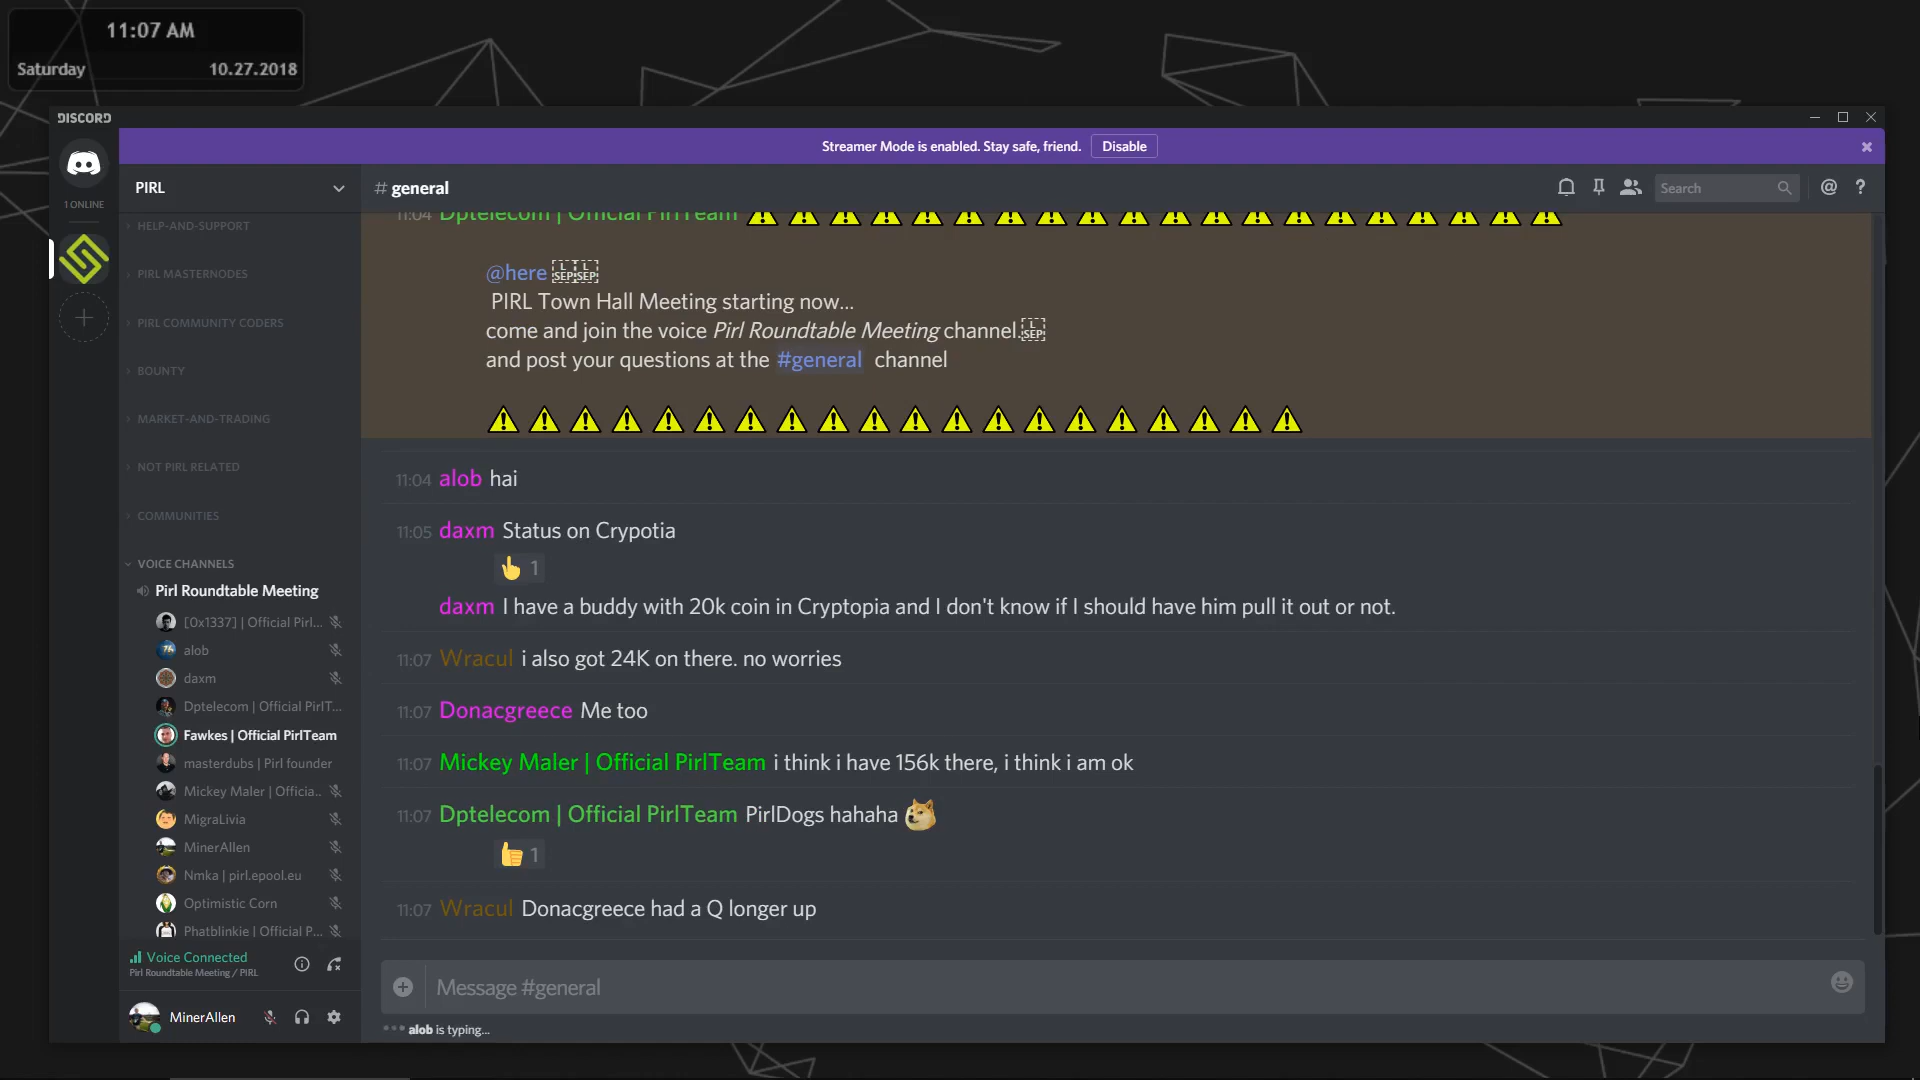 11:07 AM
Saturday 10.27.2018
DISCORD
Streamer Mode is enabled. Stay safe, friend. Disable
1 ONLINE
PIRL
# general
Search
@ ?
HELP-AND-SUPPORT
PIRL MASTERNODES
PIRL COMMUNITY CODERS
BOUNTY
MARKET-AND-TRADING
NOT PIRL RELATED
COMMUNITIES
VOICE CHANNELS
Pirl Roundtable Meeting
[0x1337] | Official Pirl...
alob
daxm
Dptelecom | Official PirlT...
Fawkes | Official PirlTeam
masterdubs | Pirl founder
Mickey Maler | Officia...
MigraLivia
MinerAllen
Nmka | pirl.epool.eu
Optimistic Corn
Phatblinkie | Official P...
Voice Connected
Pirl Roundtable Meeting / PIRL
MinerAllen
11:04 Dptelecom | Official PirlTeam ⚠ ⚠ ⚠ ⚠ ⚠ ⚠ ⚠ ⚠ ⚠ ⚠ ⚠ ⚠ ⚠ ⚠ ⚠ ⚠ ⚠ ⚠ ⚠ ⚠
@here L SEP L SEP
PIRL Town Hall Meeting starting now...
come and join the voice Pirl Roundtable Meeting channel. L SEP
and post your questions at the #general channel
⚠ ⚠ ⚠ ⚠ ⚠ ⚠ ⚠ ⚠ ⚠ ⚠ ⚠ ⚠ ⚠ ⚠ ⚠ ⚠ ⚠ ⚠ ⚠ ⚠
11:04 alob hai
11:05 daxm Status on Crypotia
👆 1
daxm I have a buddy with 20k coin in Cryptopia and I don't know if I should have him pull it out or not.
11:07 Wracul i also got 24K on there. no worries
11:07 Donacgreece Me too
11:07 Mickey Maler | Official PirlTeam i think i have 156k there, i think i am ok
11:07 Dptelecom | Official PirlTeam PirlDogs hahaha
👍 1
11:07 Wracul Donacgreece had a Q longer up
Message #general
alob is typing...